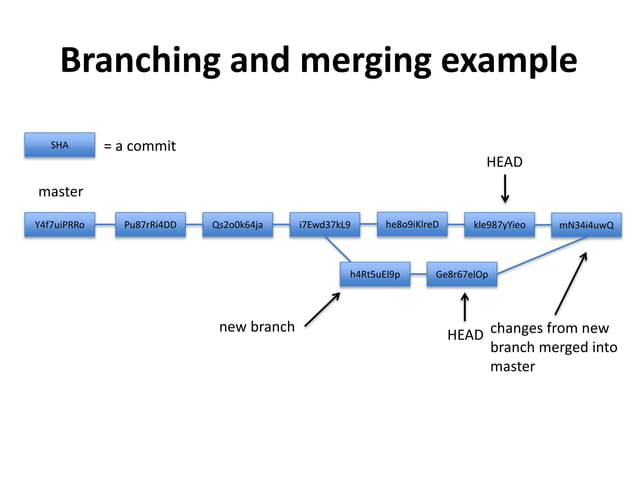 Branching and merging example
SHA
= a commit
HEAD
master
Y4f7uiPRRo
Pu87rRi4DD
Qs2o0k64ja
i7Ewd37kL9
he8o9iKlreD
kle987yYieo
mN34i4uwQ
h4Rt5uEl9p
Ge8r67elOp
new branch
HEAD
changes from new
branch merged into
master